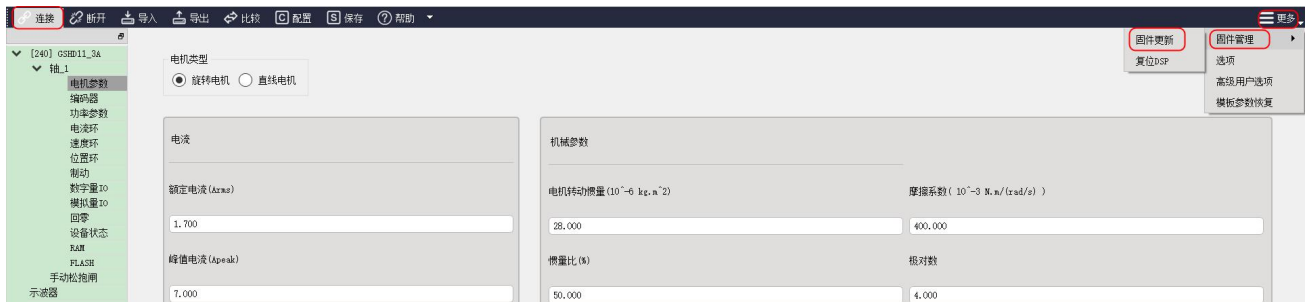 连接 断开 导入 导出 比较 C 配置 S 保存 ? 帮助 更多
固件更新 固件管理
复位DSP 选项
高级用户选项
模板参数恢复
[240] GSHD11_3A
轴_1
电机参数
编码器
功率参数
电流环
速度环
位置环
制动
数字量IO
模拟量IO
回零
设备状态
RAM
FLASH
手动松抱闸
示波器
电机类型
旋转电机 直线电机
电流
额定电流(Arms)
1.700
峰值电流(Apeak)
7.000
机械参数
电机转动惯量(10^-6 kg.m^2) 摩擦系数( 10^-3 N.m/(rad/s) )
28.000 400.000
惯量比(%) 极对数
50.000 4.000